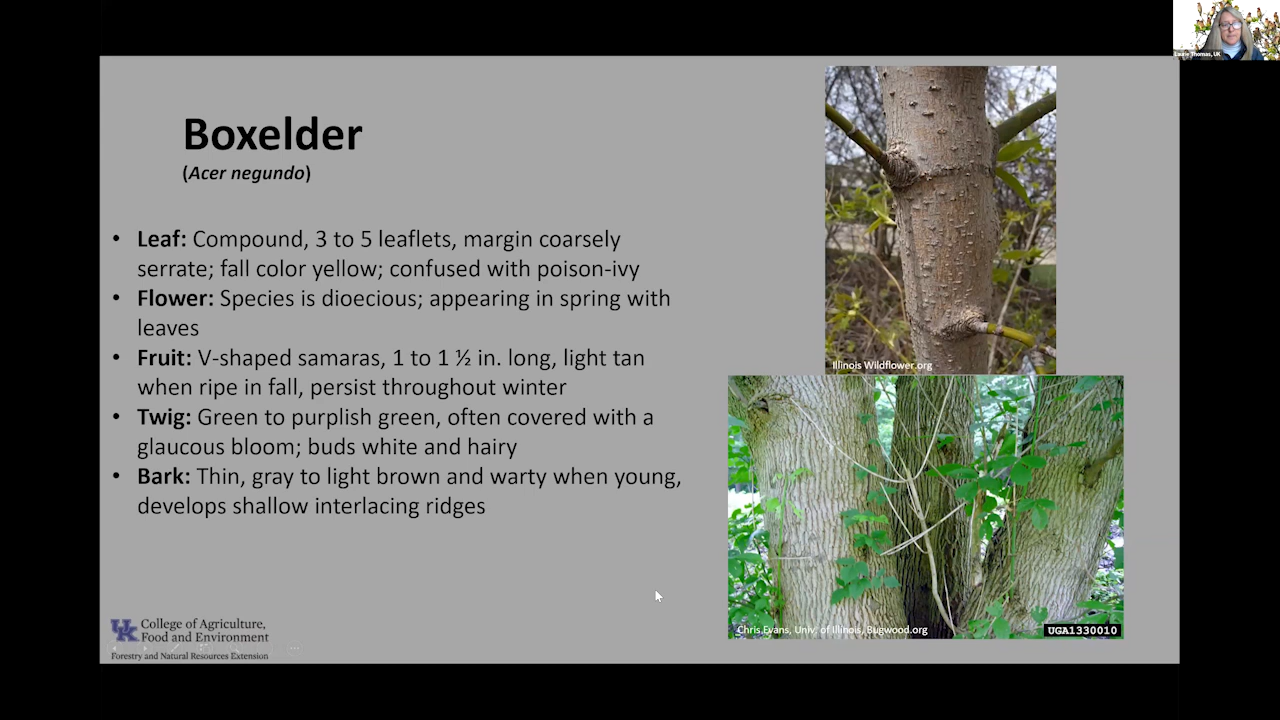 Laurie Thomas, UK
Boxelder
(Acer negundo)
• Leaf: Compound, 3 to 5 leaflets, margin coarsely
serrate; fall color yellow; confused with poison-ivy
• Flower: Species is dioecious; appearing in spring with
leaves
• Fruit: V-shaped samaras, 1 to 1 ½ in. long, light tan
when ripe in fall, persist throughout winter
• Twig: Green to purplish green, often covered with a
glaucous bloom; buds white and hairy
• Bark: Thin, gray to light brown and warty when young,
develops shallow interlacing ridges
Illinois Wildflower.org
Chris Evans, Univ. of Illinois, Bugwood.org
UGA1330010
UK
College of Agriculture,
Food and Environment
Forestry and Natural Resources Extension